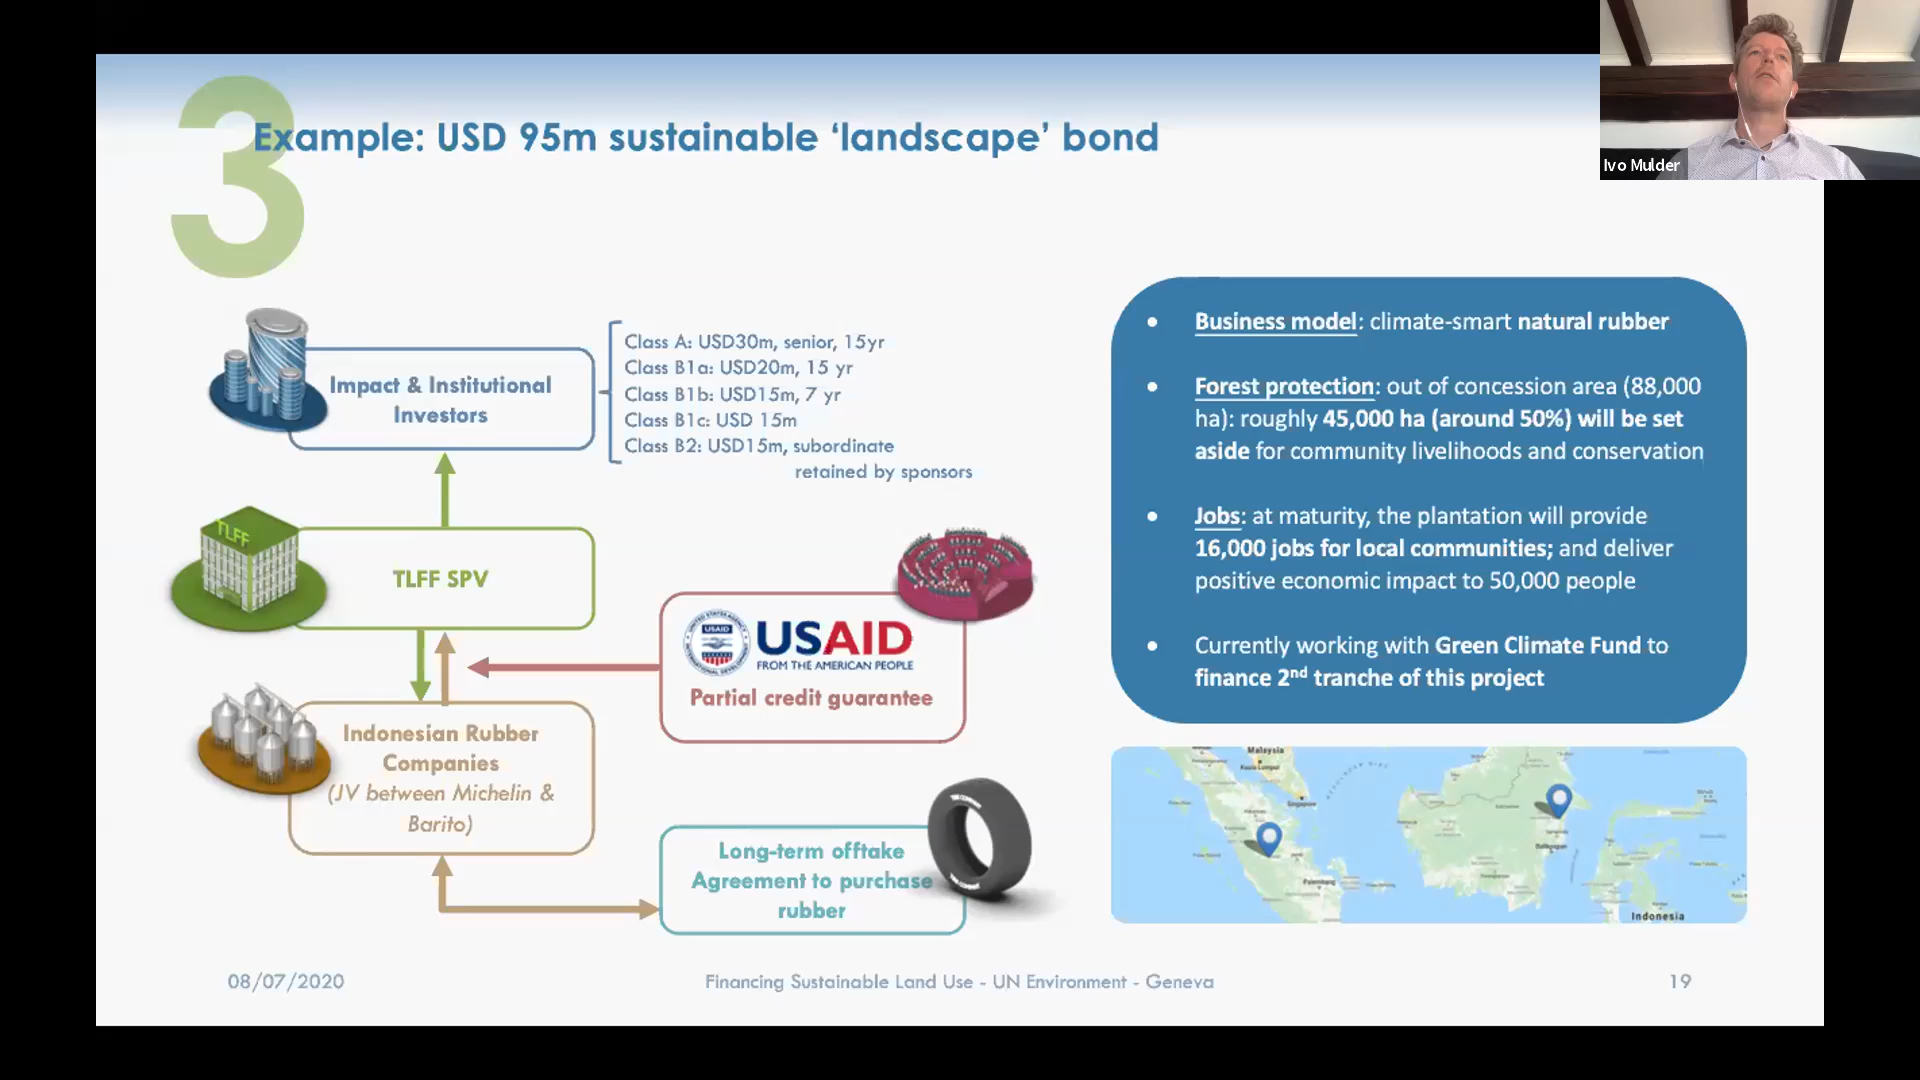 3
Example: USD 95m sustainable ‘landscape’ bond
Ivo Mulder
Impact & Institutional
Investors
Class A: USD30m, senior, 15yr
Class B1a: USD20m, 15 yr
Class B1b: USD15m, 7 yr
Class B1c: USD 15m
Class B2: USD15m, subordinate
retained by sponsors
TLFF
TLFF SPV
USAID
USAID
FROM THE AMERICAN PEOPLE
Partial credit guarantee
Indonesian Rubber
Companies
(JV between Michelin &
Barito)
Long-term offtake
Agreement to purchase
rubber
• Business model: climate-smart natural rubber
• Forest protection: out of concession area (88,000
ha): roughly 45,000 ha (around 50%) will be set
aside for community livelihoods and conservation
• Jobs: at maturity, the plantation will provide
16,000 jobs for local communities; and deliver
positive economic impact to 50,000 people
• Currently working with Green Climate Fund to
finance 2nd tranche of this project
Malaysia
Kuala Lumpur
Singapore
Balikpapan
Palembang
Indonesia
08/07/2020
Financing Sustainable Land Use - UN Environment - Geneva
19